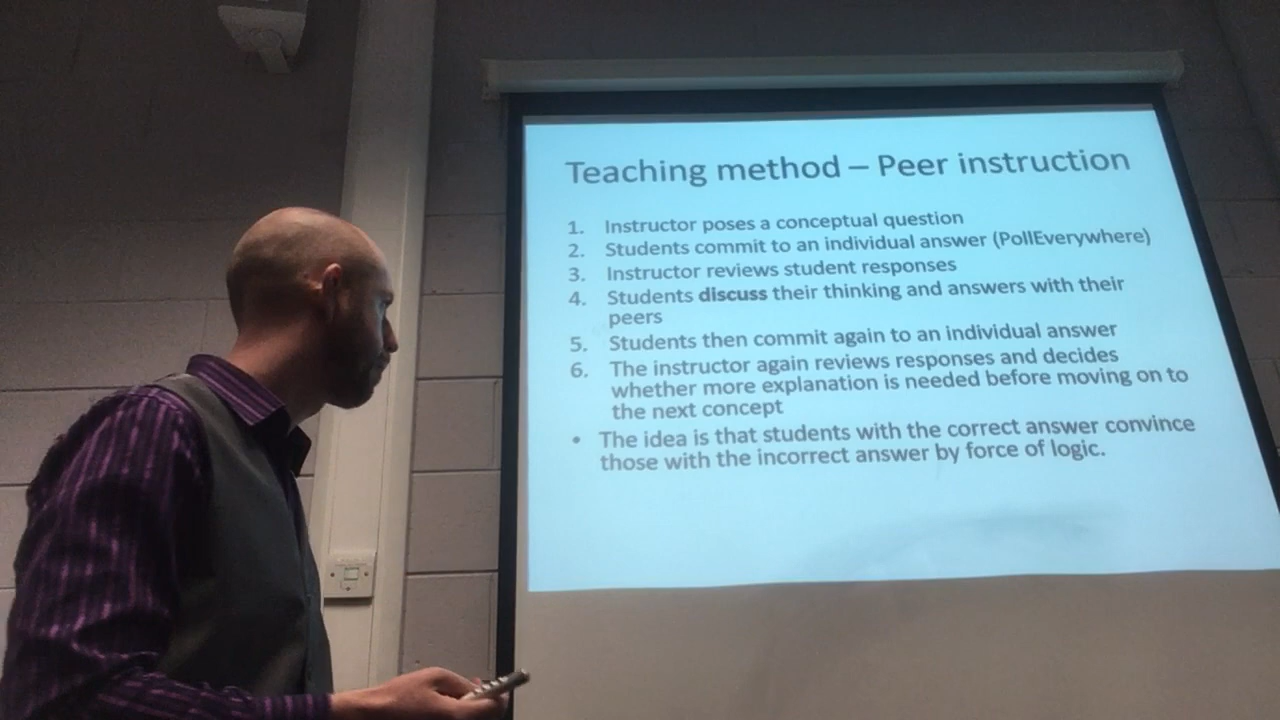 Teaching method – Peer instruction
1. Instructor poses a conceptual question
2. Students commit to an individual answer (PollEverywhere)
3. Instructor reviews student responses
4. Students discuss their thinking and answers with their
peers
5. Students then commit again to an individual answer
6. The instructor again reviews responses and decides
whether more explanation is needed before moving on to
the next concept
• The idea is that students with the correct answer convince
those with the incorrect answer by force of logic.